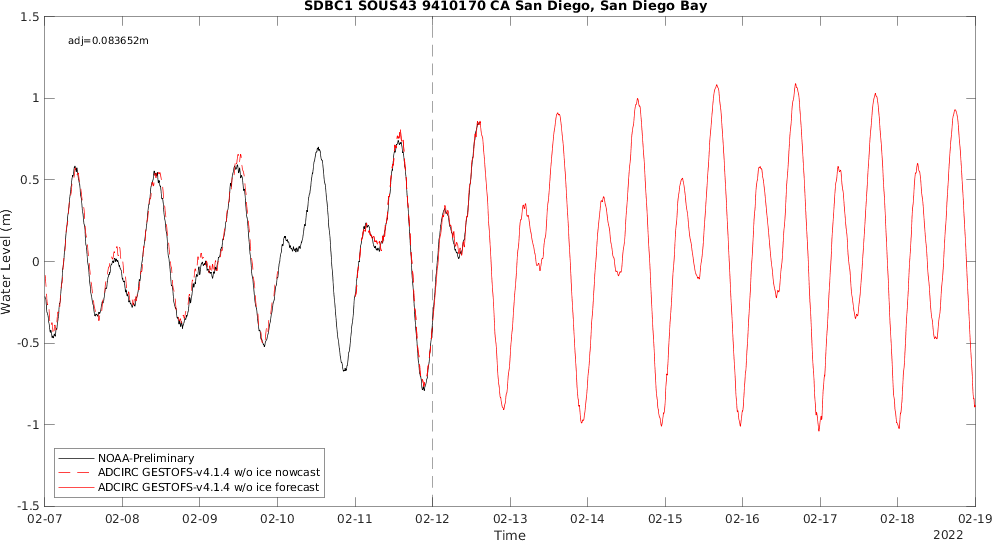 SDBC1 SOUS43 9410170 CA San Diego, San Diego Bay
adj=0.083652m
1.5
1
0.5
0
-0.5
-1
-1.5
Water Level (m)
NOAA-Preliminary
ADCIRC GESTOFS-v4.1.4 w/o ice nowcast
ADCIRC GESTOFS-v4.1.4 w/o ice forecast
02-07 02-08 02-09 02-10 02-11 02-12 02-13 02-14 02-15 02-16 02-17 02-18 02-19
Time
2022